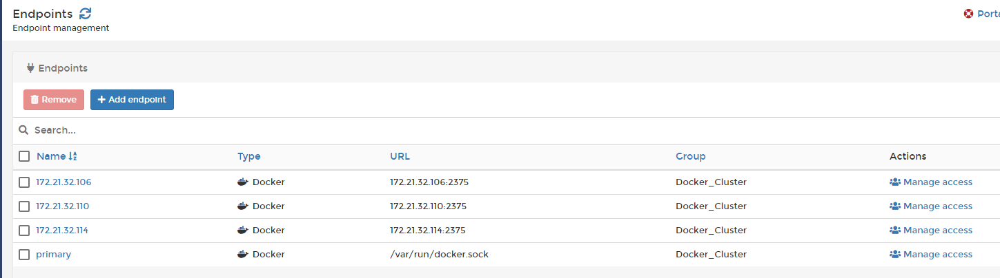 Endpoints
Porta
Endpoint management
Endpoints
Remove
Add endpoint
Search...
Name Type URL Group Actions
172.21.32.106 Docker 172.21.32.106:2375 Docker_Cluster Manage access
172.21.32.110 Docker 172.21.32.110:2375 Docker_Cluster Manage access
172.21.32.114 Docker 172.21.32.114:2375 Docker_Cluster Manage access
primary Docker /var/run/docker.sock Docker_Cluster Manage access